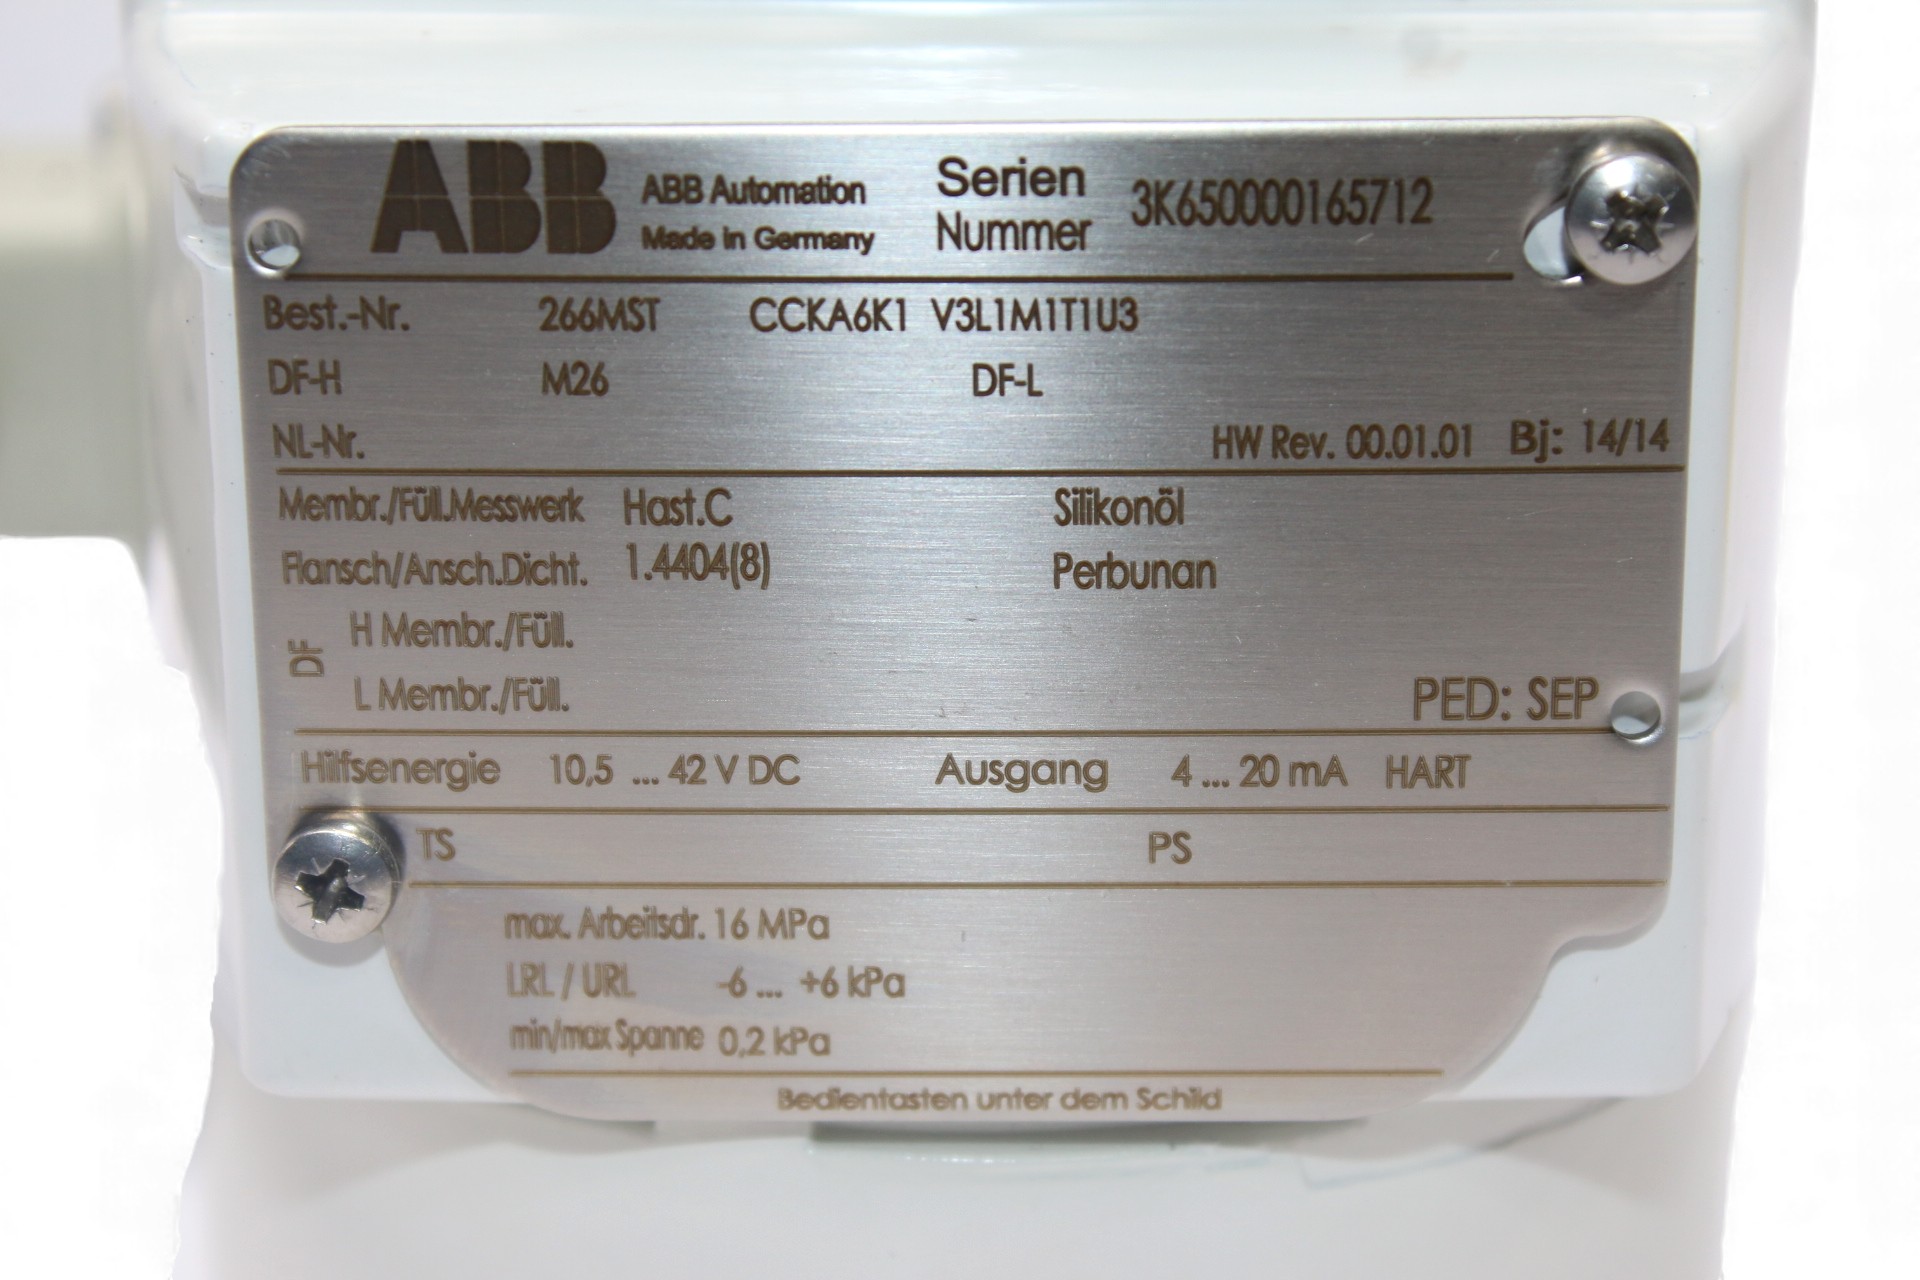 ABB ABB Automation Serien 3K650000165712
Made in Germany Nummer
Best.-Nr. 266MST CCKA6K1 V3L1M1T1U3
DF-H M26 DF-L
NL-Nr. HW Rev. 00.01.01 Bj: 14/14
Membr./Füll.Messwerk Hast.C Silikonöl
Flansch/Ansch.Dicht. 1.4404(8) Perbunan
DF H Membr./Füll.
L Membr./Füll. PED: SEP
Hilfsenergie 10,5 ... 42 V DC Ausgang 4 ... 20 mA HART
TS PS
max. Arbeitsdr. 16 MPa
LRL / URL -6 ... +6 kPa
min/max Spanne 0,2 kPa
Bedientasten unter dem Schild